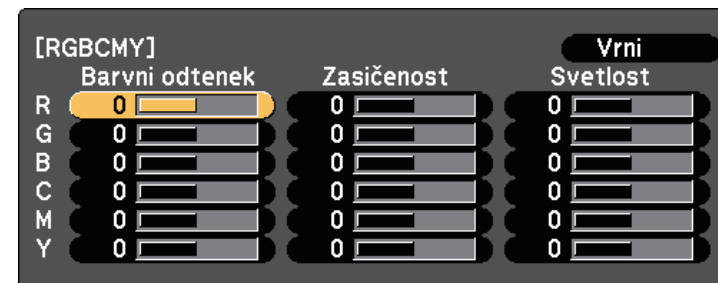 [RGBCMY] Vrni
Barvni odtenek Zasičenost Svetlost
R 0 0 0
G 0 0 0
B 0 0 0
C 0 0 0
M 0 0 0
Y 0 0 0